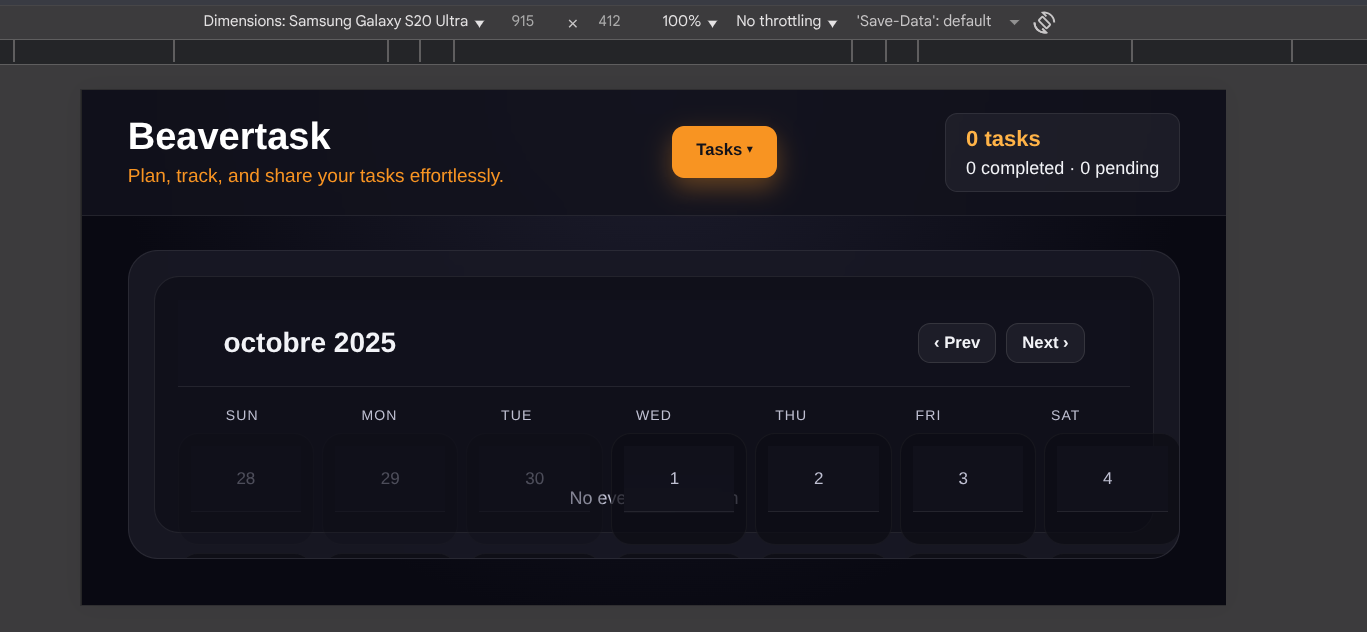 Dimensions: Samsung Galaxy S20 Ultra ▼ 915 × 412 100% ▼ No throttling ▼ 'Save-Data': default ▼
Beavertask
Plan, track, and share your tasks effortlessly.
Tasks ▾
0 tasks
0 completed · 0 pending
octobre 2025
‹ Prev Next ›
SUN MON TUE WED THU FRI SAT
28 29 30 1 2 3 4
No